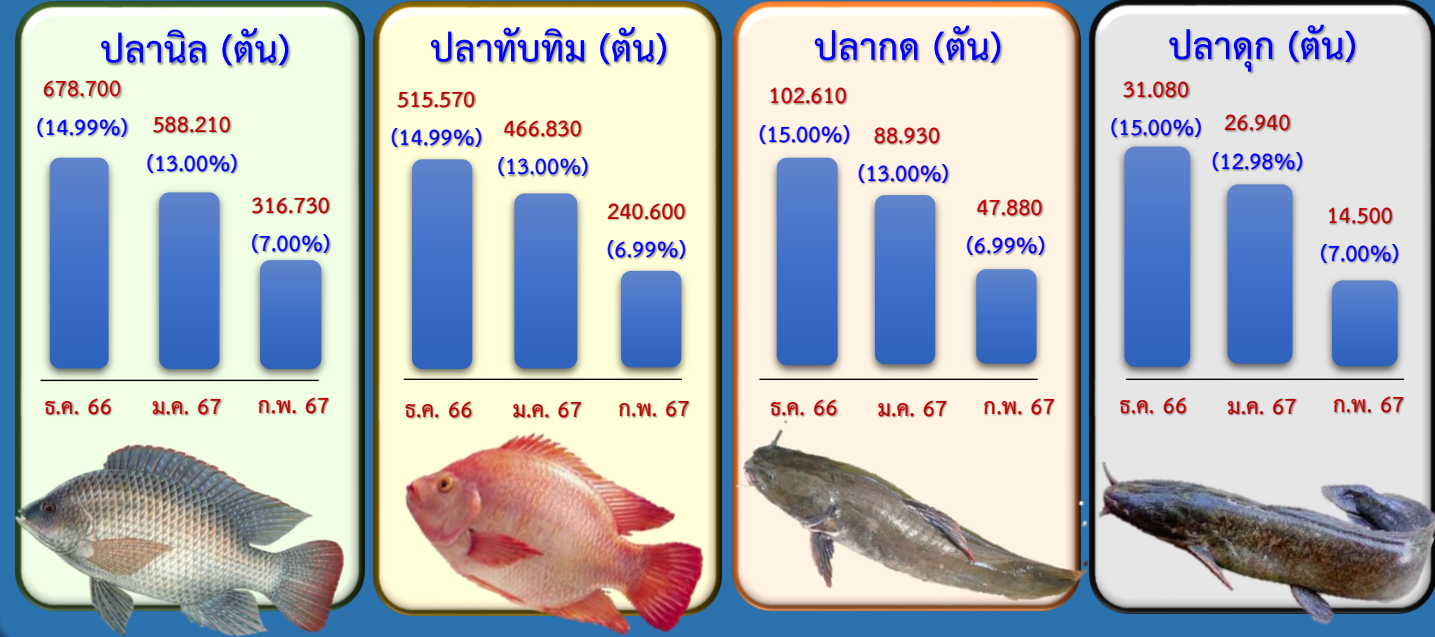 ปลานิล (ตัน)
678.700
(14.99%)
588.210
(13.00%)
316.730
(7.00%)
ธ.ค. 66
ม.ค. 67
ก.พ. 67
ปลาทับทิม (ตัน)
515.570
(14.99%)
466.830
(13.00%)
240.600
(6.99%)
ธ.ค. 66
ม.ค. 67
ก.พ. 67
ปลากด (ตัน)
102.610
(15.00%)
88.930
(13.00%)
47.880
(6.99%)
ธ.ค. 66
ม.ค. 67
ก.พ. 67
ปลาดุก (ตัน)
31.080
(15.00%)
26.940
(12.98%)
14.500
(7.00%)
ธ.ค. 66
ม.ค. 67
ก.พ. 67